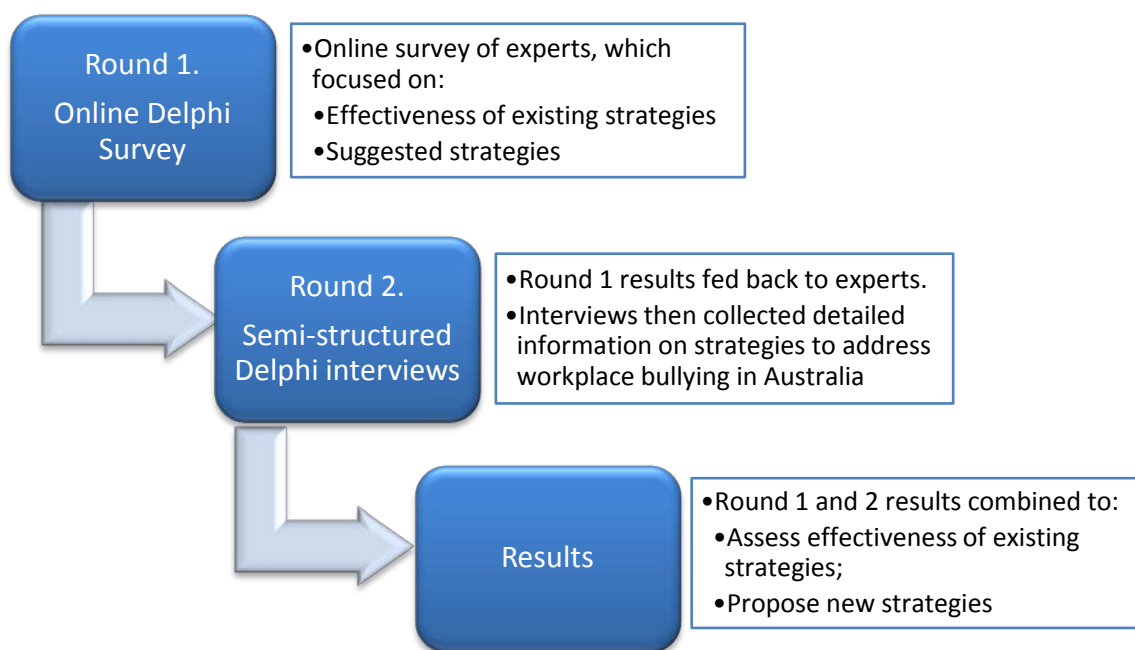 Round 1.
Online Delphi
Survey
•Online survey of experts, which
focused on:
•Effectiveness of existing strategies
•Suggested strategies
Round 2.
Semi-structured
Delphi interviews
•Round 1 results fed back to experts.
•Interviews then collected detailed
information on strategies to address
workplace bullying in Australia
Results
•Round 1 and 2 results combined to:
•Assess effectiveness of existing
strategies;
•Propose new strategies